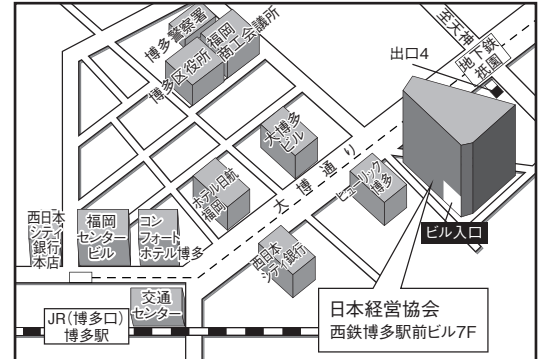 博多警察署
博多区役所
福岡
商工会議所
至天神
地下鉄
祇園
出口4
大博多
ビル
大博通り
ヒューリック
博多
ホテル日航
福岡
西日本
シティ
銀行
本店
福岡
センター
ビル
コン
フォート
ホテル博多
西日本
シティ銀行
ビル入口
交通
センター
JR(博多口)
博多駅
日本経営協会
西鉄博多駅前ビル7F